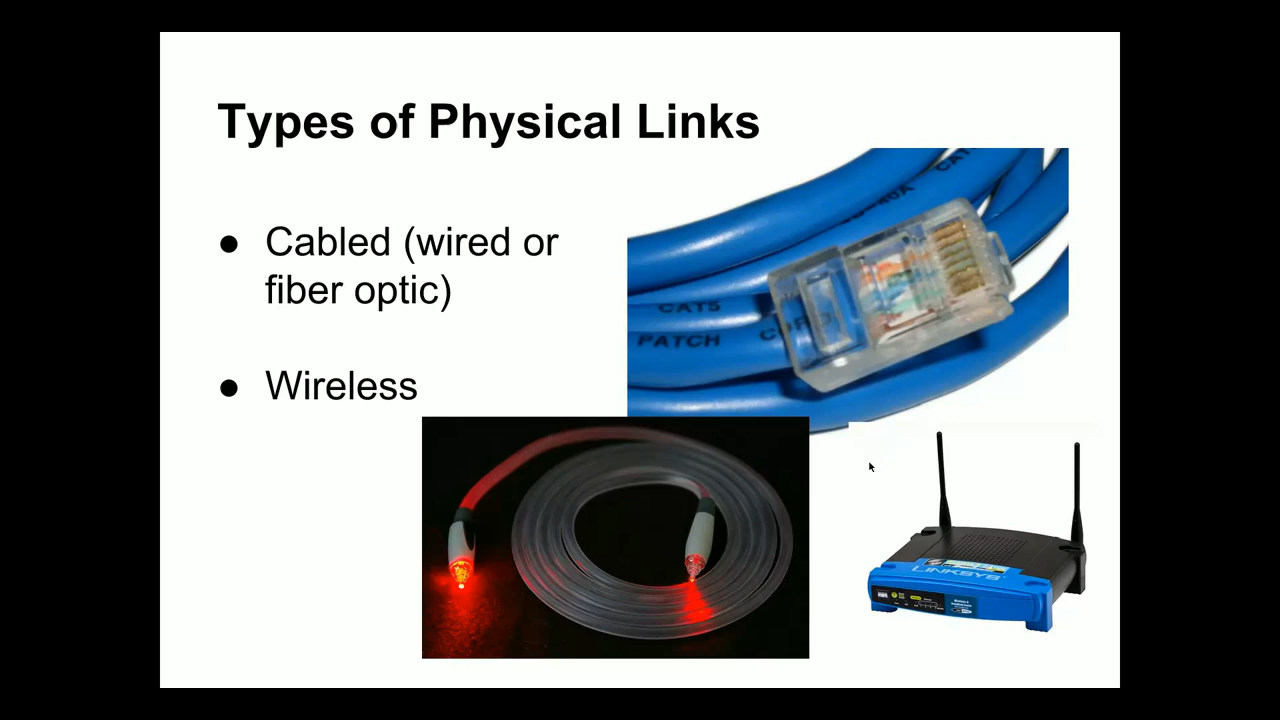 Types of Physical Links
● Cabled (wired or
fiber optic)
● Wireless
CAT5
PATCH
LINKSYS